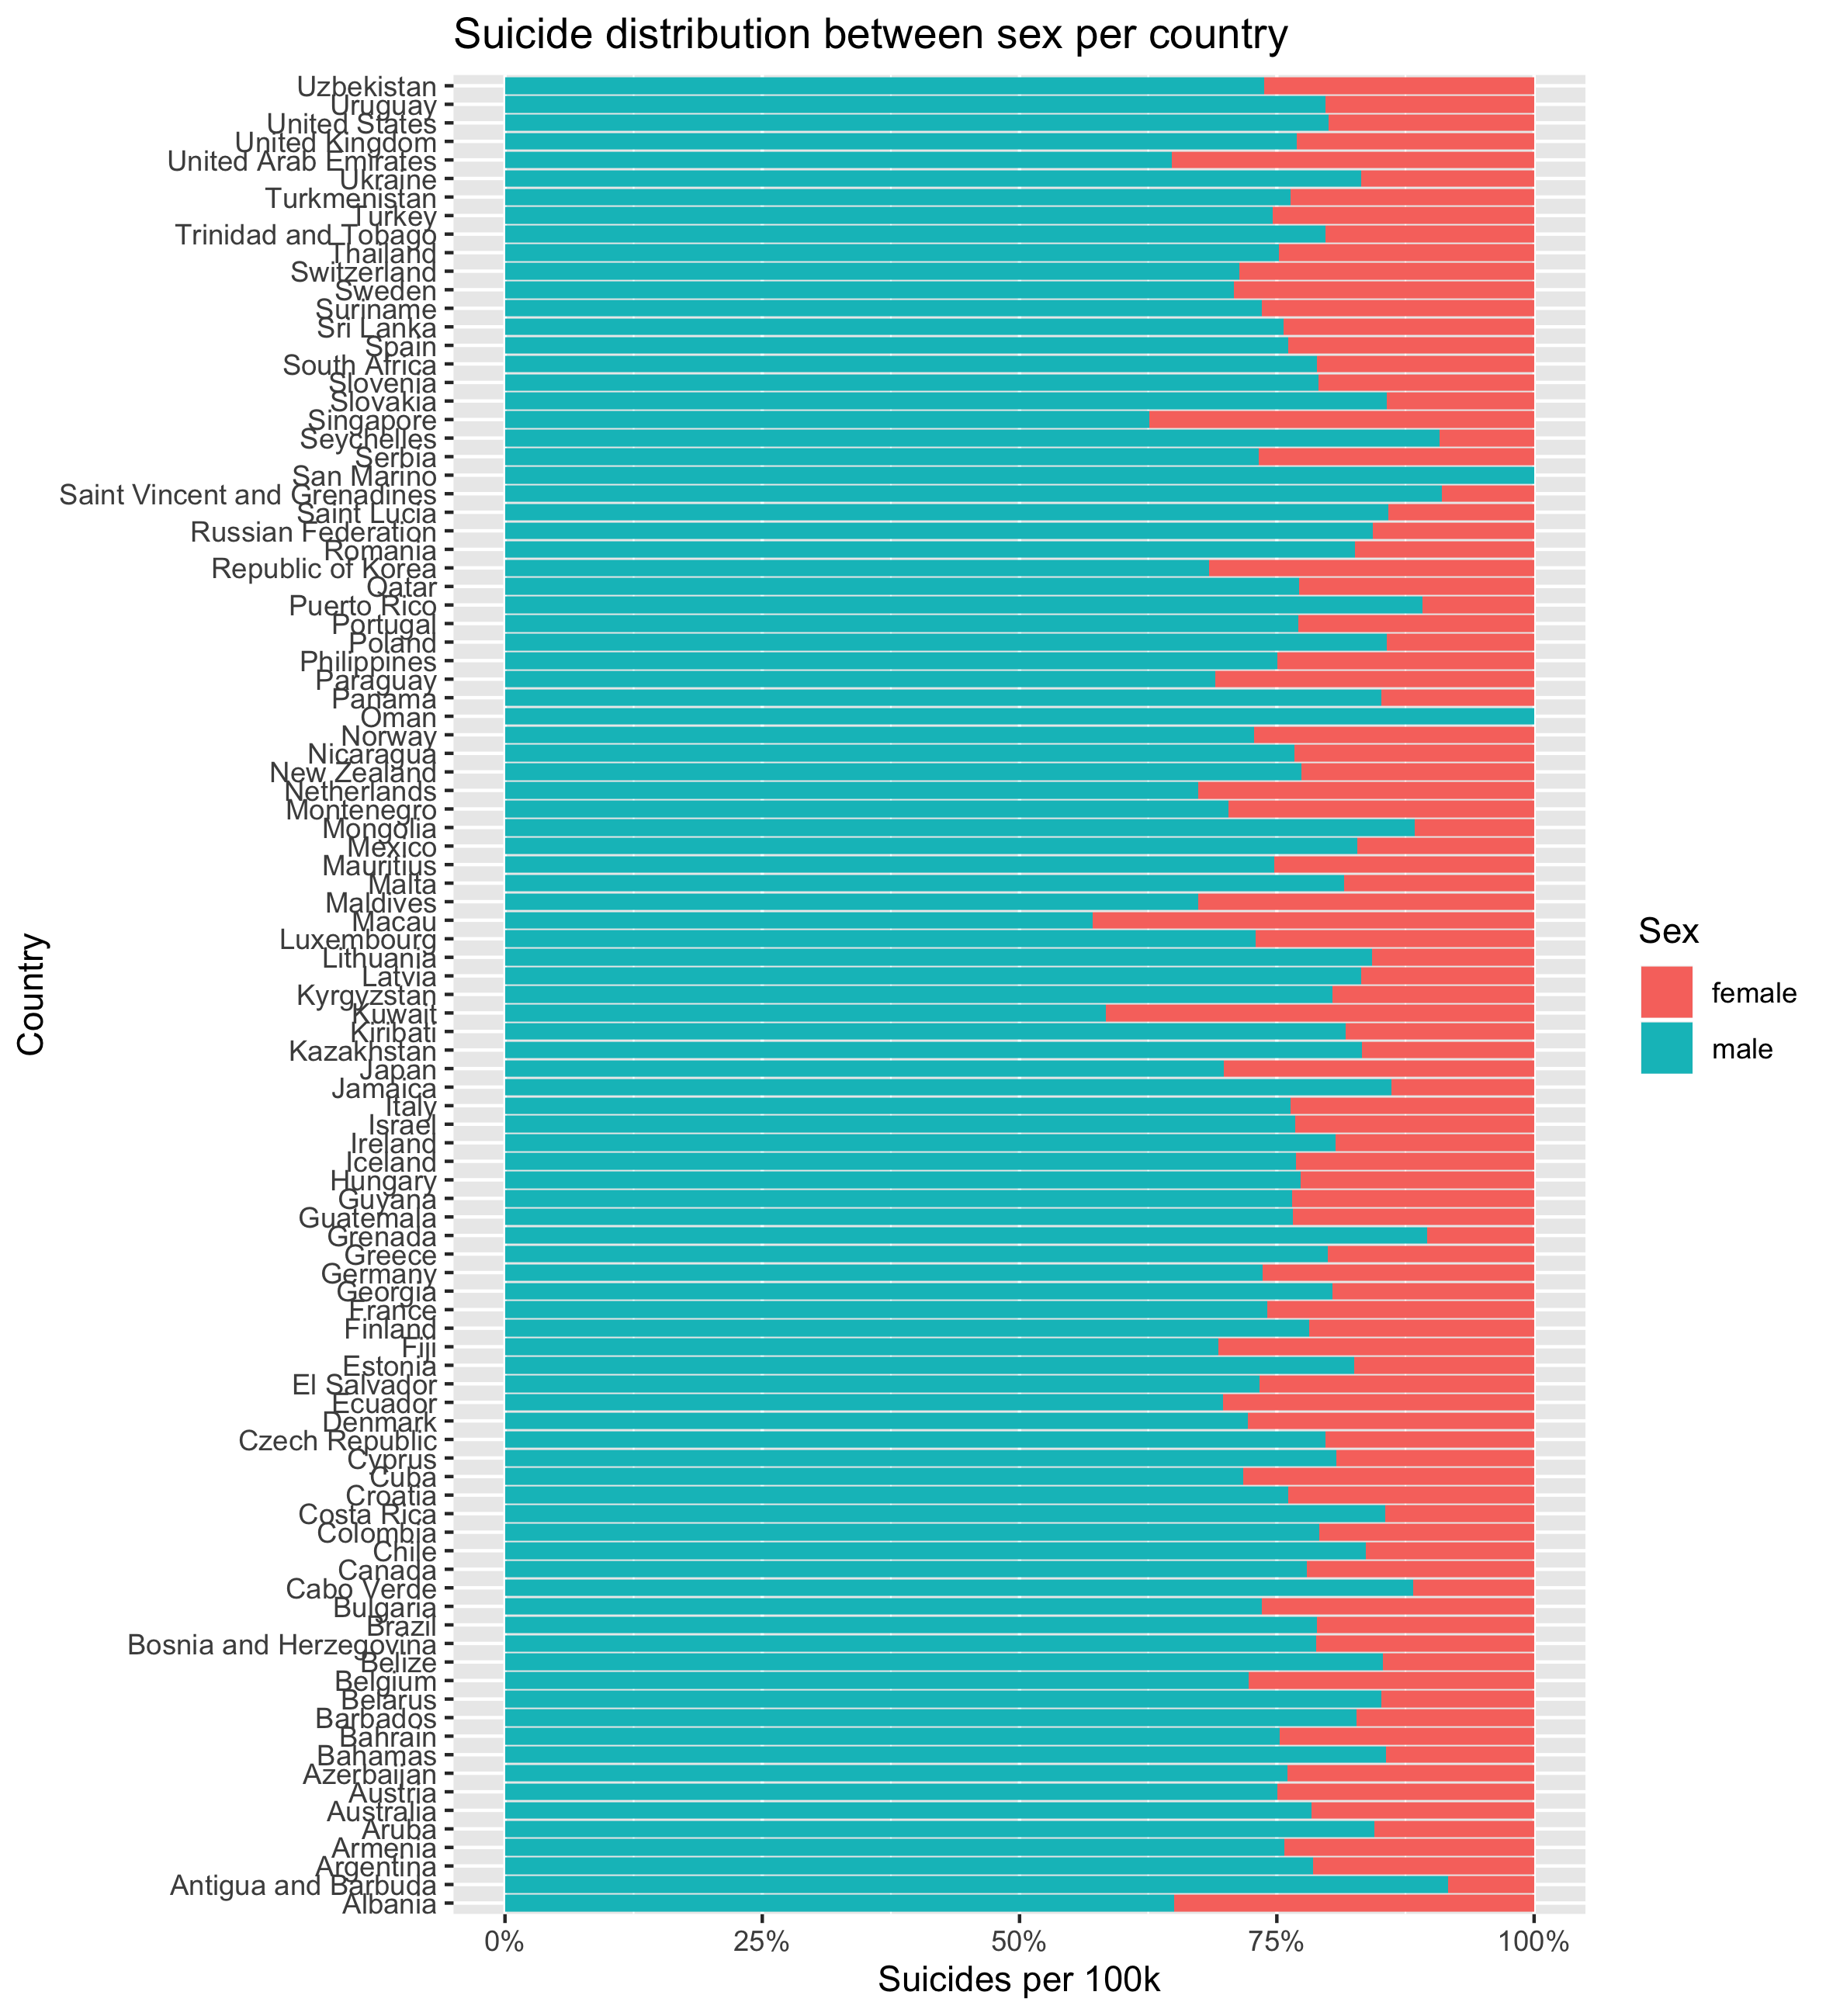 Suicide distribution between sex per country
Uzbekistan
Uruguay
United States
United Kingdom
United Arab Emirates
Ukraine
Turkmenistan
Turkey
Trinidad and Tobago
Thailand
Switzerland
Sweden
Suriname
Sri Lanka
Spain
South Africa
Slovenia
Slovakia
Singapore
Seychelles
Serbia
San Marino
Saint Vincent and Grenadines
Saint Lucia
Russian Federation
Romania
Republic of Korea
Qatar
Puerto Rico
Portugal
Poland
Philippines
Paraguay
Panama
Oman
Norway
Nicaragua
New Zealand
Netherlands
Montenegro
Mongolia
Mexico
Mauritius
Malta
Maldives
Macau
Luxembourg
Lithuania
Latvia
Kyrgyzstan
Kuwait
Kiribati
Kazakhstan
Japan
Jamaica
Italy
Israel
Ireland
Iceland
Hungary
Guyana
Guatemala
Grenada
Greece
Germany
Georgia
France
Finland
Fiji
Estonia
El Salvador
Ecuador
Denmark
Czech Republic
Cyprus
Cuba
Croatia
Costa Rica
Colombia
Chile
Canada
Cabo Verde
Bulgaria
Brazil
Bosnia and Herzegovina
Belize
Belgium
Belarus
Barbados
Bahrain
Bahamas
Azerbaijan
Austria
Australia
Aruba
Armenia
Argentina
Antigua and Barbuda
Albania
Country
0% 25% 50% 75% 100%
Suicides per 100k
Sex
female
male